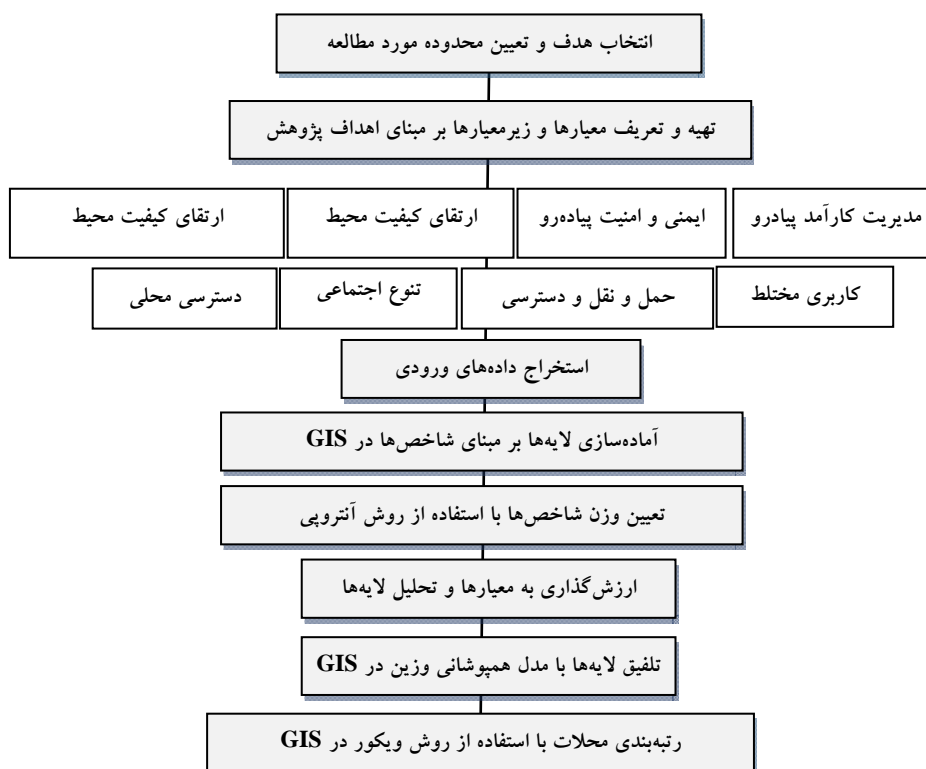 انتخاب هدف و تعیین محدوده مورد مطالعه
تهیه و تعریف معیارها و زیرمعیارها بر مبنای اهداف پژوهش
مدیریت کارآمد پیادرو
ایمنی و امنیت پیاده‌رو
ارتقای کیفیت محیط
ارتقای کیفیت محیط
کاربری مختلط
حمل و نقل و دسترسی
تنوع اجتماعی
دسترسی محلی
استخراج داده‌های ورودی
آماده‌سازی لایه‌ها بر مبنای شاخص‌ها در GIS
تعیین وزن شاخص‌ها با استفاده از روش آنتروپی
ارزش‌گذاری به معیارها و تحلیل لایه‌ها
تلفیق لایه‌ها با مدل همپوشانی وزین در GIS
رتبه‌بندی محلات با استفاده از روش ویکور در GIS